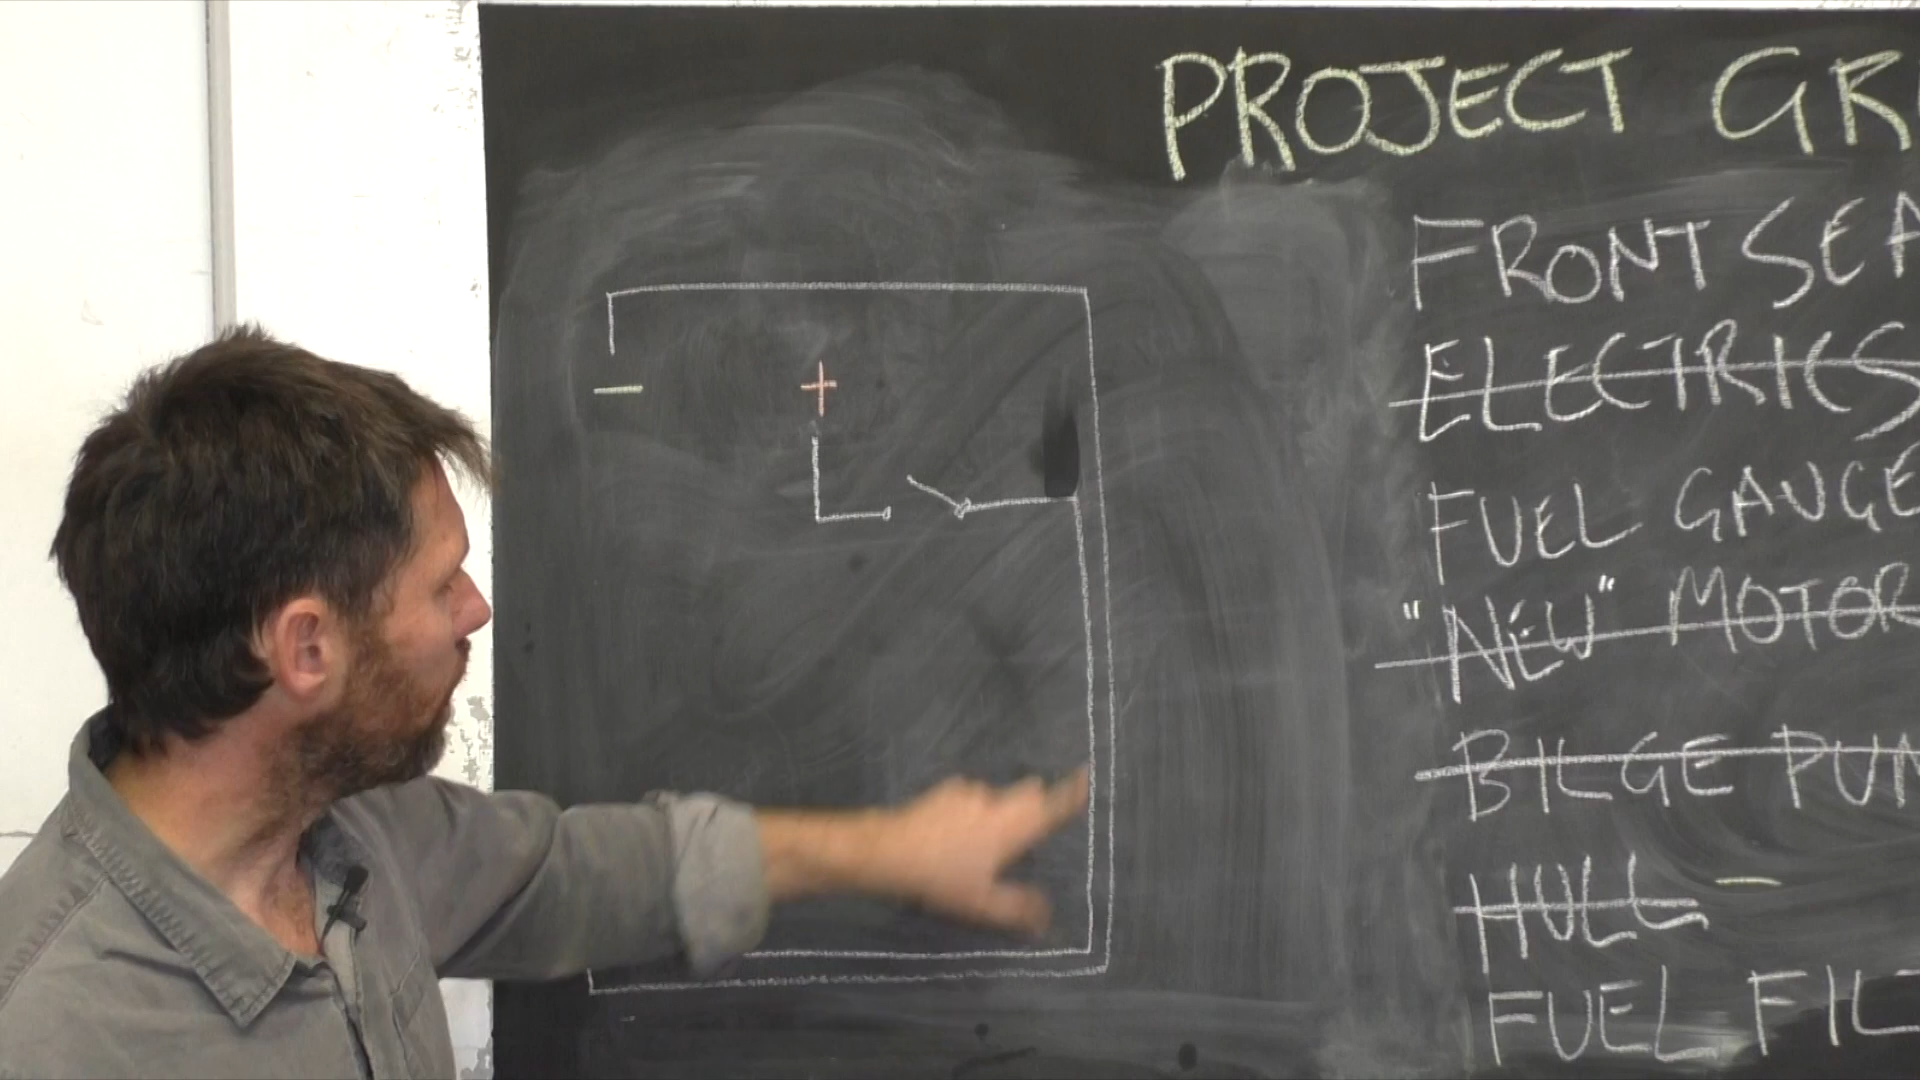 PROJECT GR
FRONT SEA
ELECTRICS
FUEL GAUGE
"NEW" MOTOR
BILGE PUM
HULL -
FUEL FIL
- +